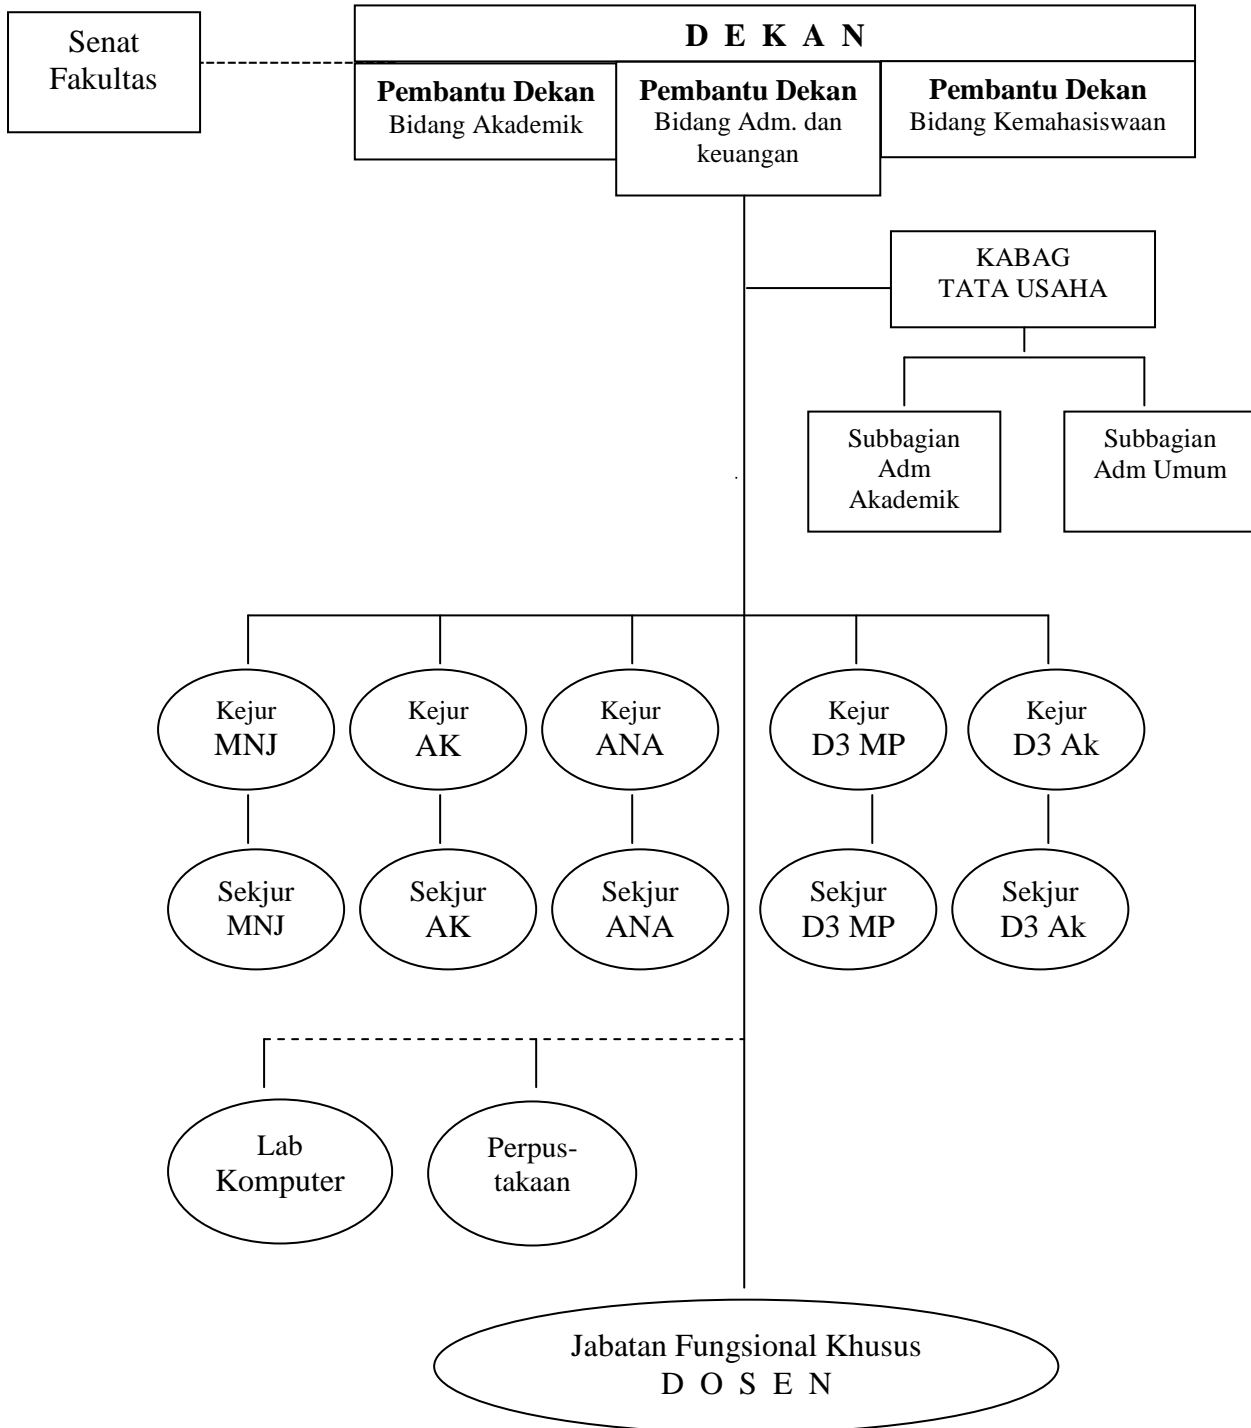 Senat
Fakultas
D E K A N
Pembantu Dekan
Bidang Akademik
Pembantu Dekan
Bidang Adm. dan
keuangan
Pembantu Dekan
Bidang Kemahasiswaan
KABAG
TATA USAHA
Subbagian
Adm
Akademik
Subbagian
Adm Umum
Kejur
MNJ
Kejur
AK
Kejur
ANA
Kejur
D3 MP
Kejur
D3 Ak
Sekjur
MNJ
Sekjur
AK
Sekjur
ANA
Sekjur
D3 MP
Sekjur
D3 Ak
Lab
Komputer
Perpus-
takaan
Jabatan Fungsional Khusus
D O S E N